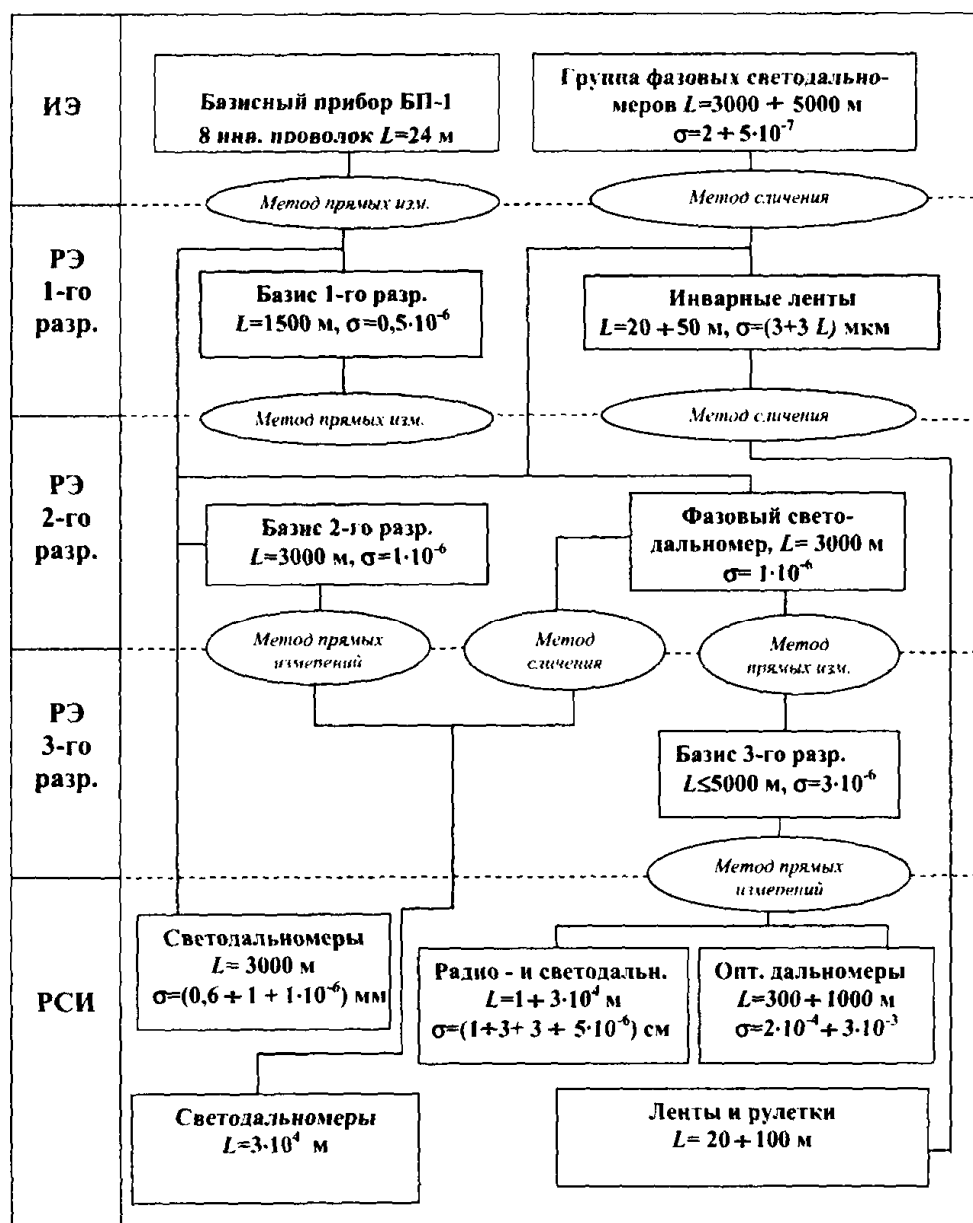 ИЭ
Базисный прибор БП-1
8 инв. проволок L=24 м
Группа фазовых светодально-
меров L=3000 ÷ 5000 м
σ=2 ÷ 5·10⁻⁷
Метод прямых изм.
Метод сличения
РЭ
1-го
разр.
Базис 1-го разр.
L=1500 м, σ=0,5·10⁻⁶
Инварные ленты
L=20 ÷ 50 м, σ=(3+3 L) мкм
Метод прямых изм.
Метод сличения
РЭ
2-го
разр.
Базис 2-го разр.
L=3000 м, σ=1·10⁻⁶
Фазовый свето-
дальномер, L= 3000 м
σ= 1·10⁻⁶
Метод прямых
измерений
Метод
сличения
Метод
прямых изм.
РЭ
3-го
разр.
Базис 3-го разр.
L≤5000 м, σ=3·10⁻⁶
Метод прямых
измерений
РСИ
Светодальномеры
L= 3000 м
σ=(0,6 ÷ 1 + 1·10⁻⁶) мм
Радио - и светодальн.
L=1 ÷ 3·10⁴ м
σ=(1÷3+ 3 ÷ 5·10⁻⁶) см
Опт. дальномеры
L=300 ÷ 1000 м
σ=2·10⁻⁴ ÷ 3·10⁻³
Светодальномеры
L=3·10⁴ м
Ленты и рулетки
L= 20 ÷ 100 м